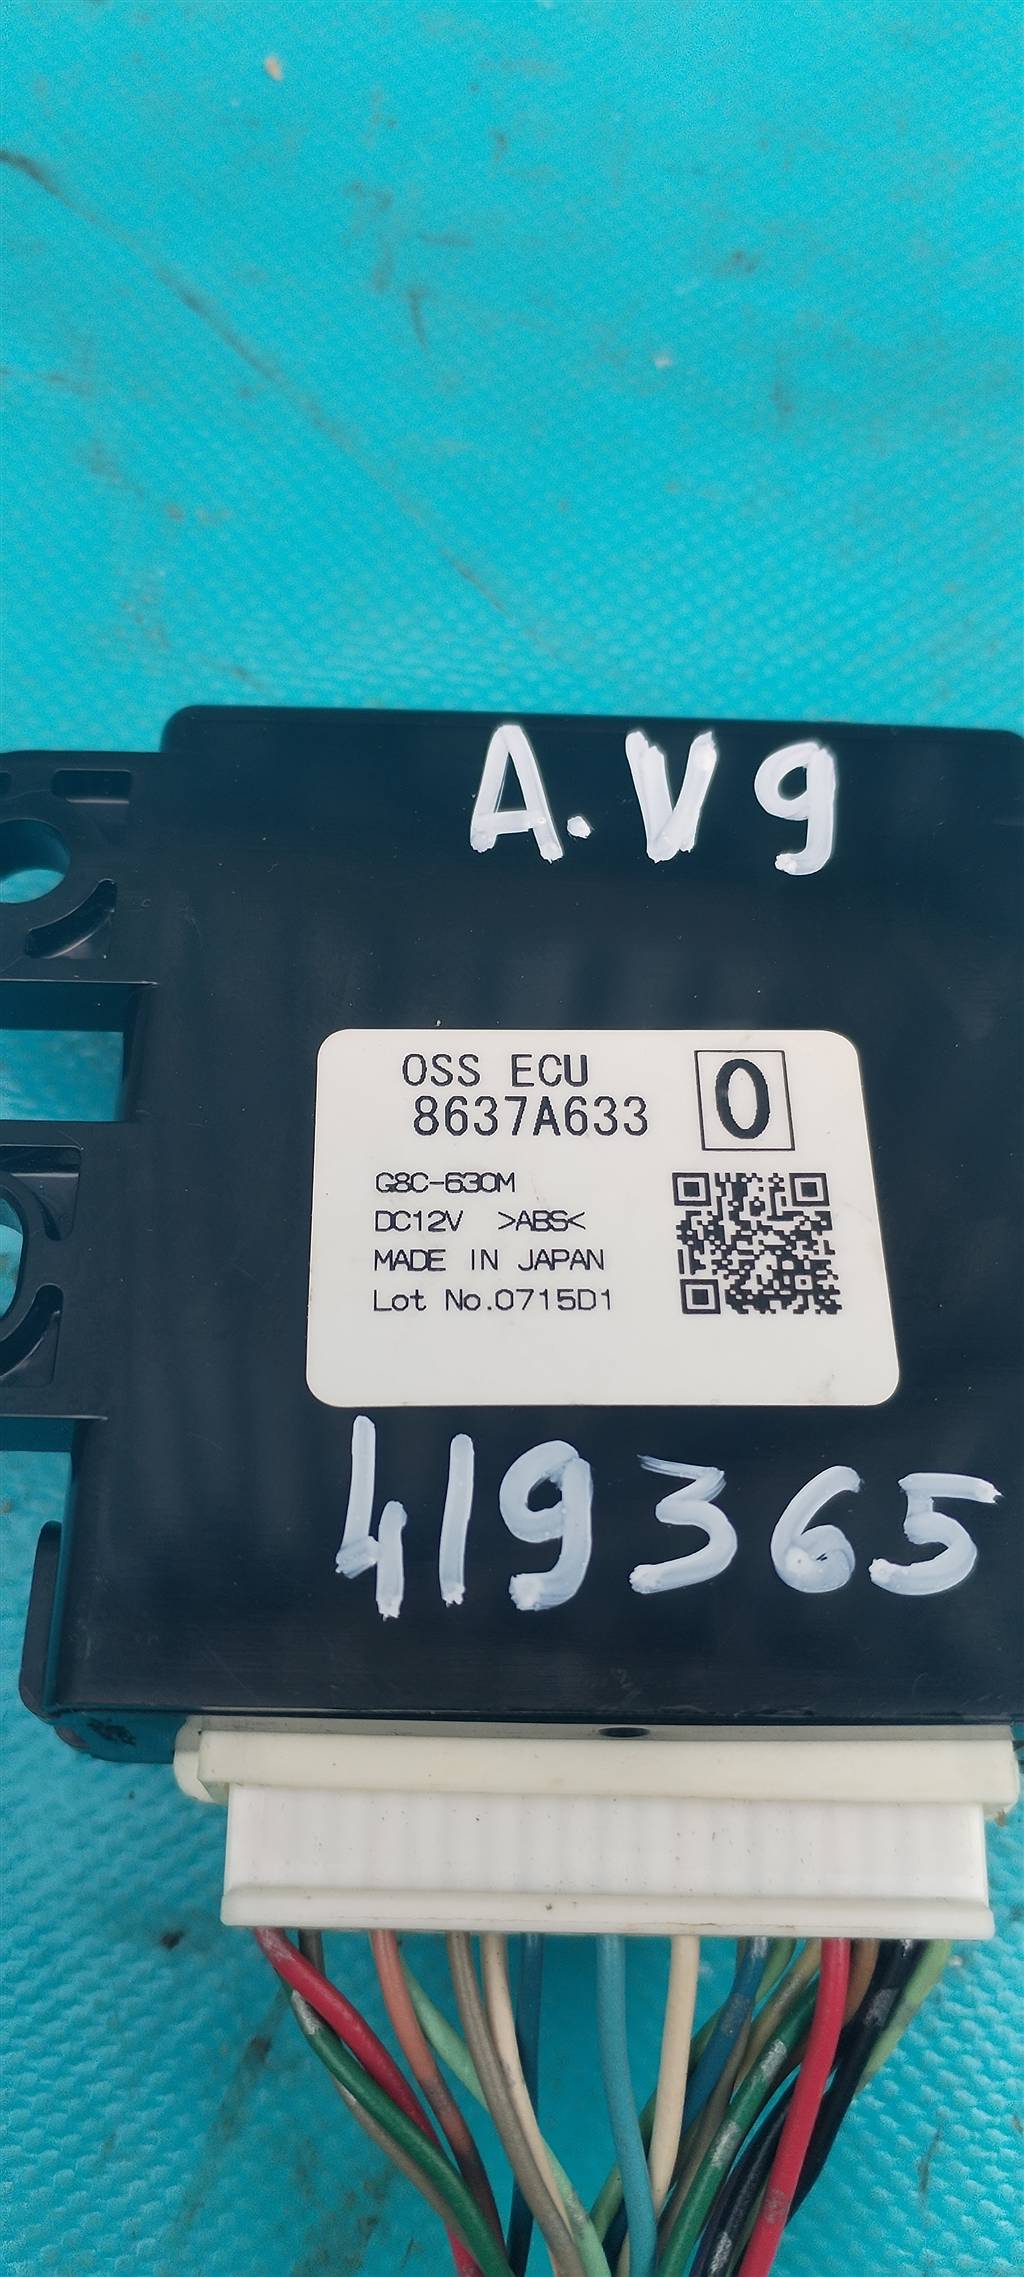 A.V9
OSS ECU
0
8637A633
G8C-630M
DC12V >ABS<
MADE IN JAPAN
Lot No.0715D1
419365